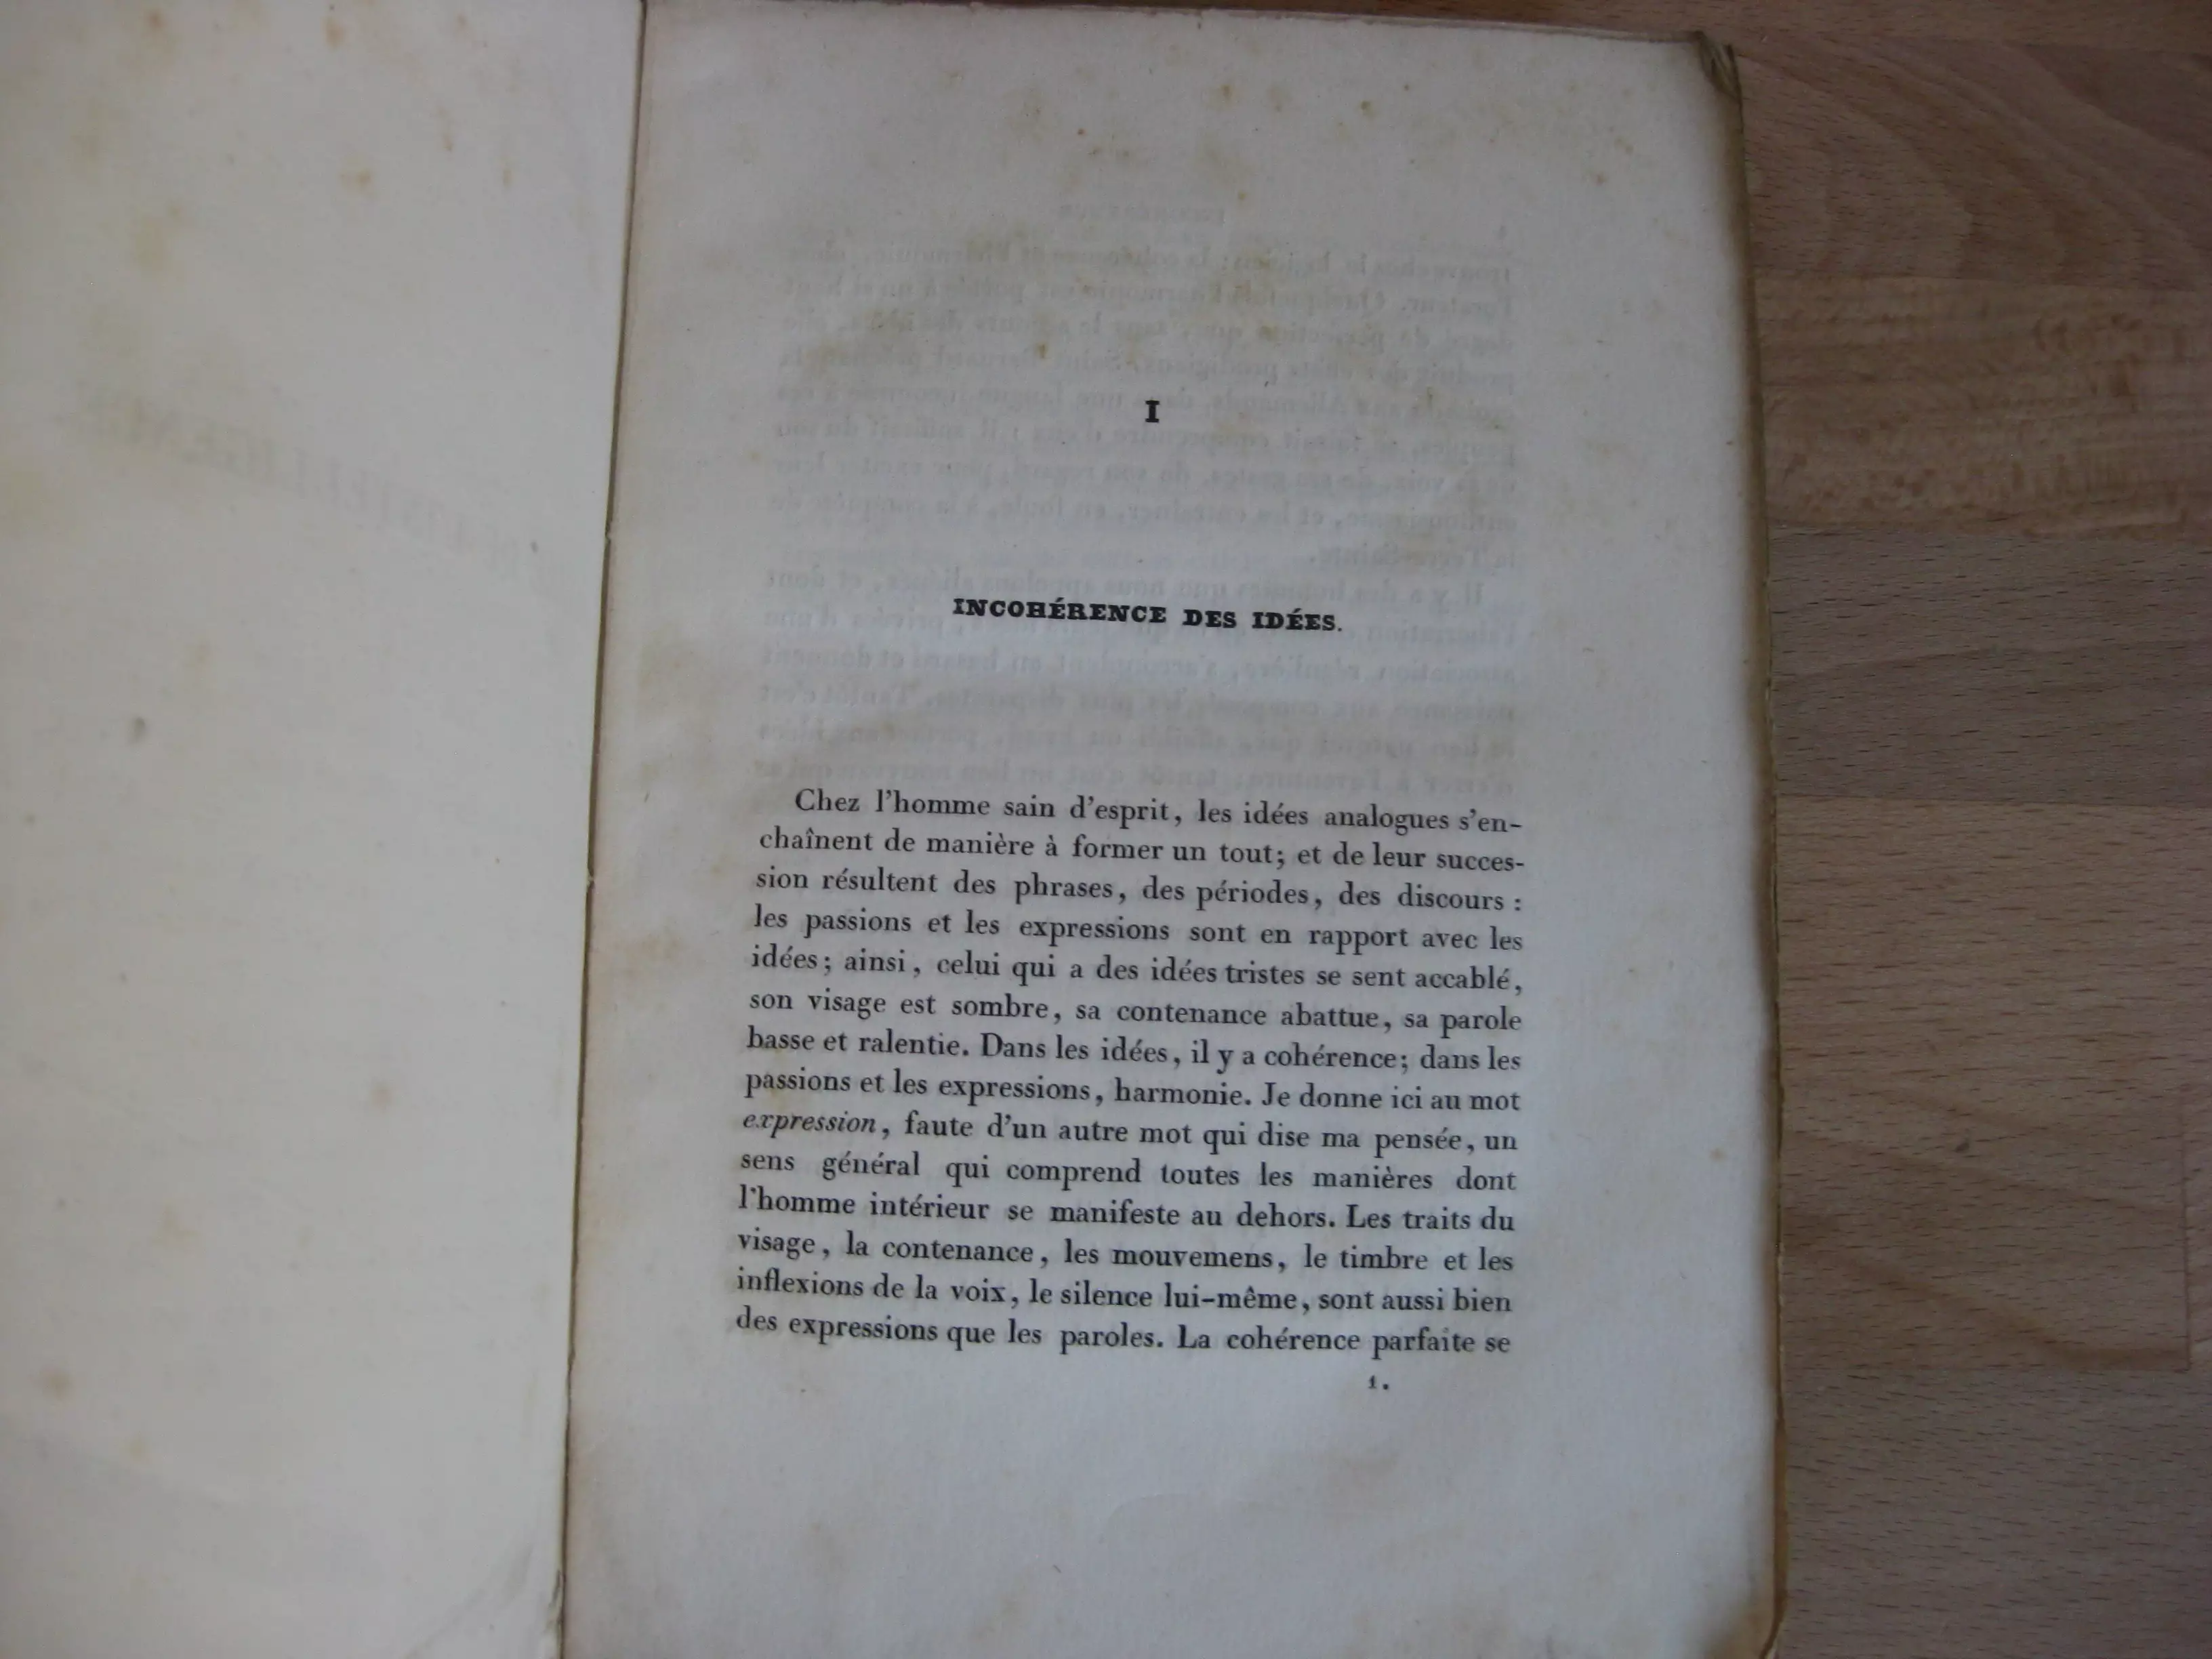 I
INCOHÉRENCE DES IDÉES.
Chez l'homme sain d'esprit, les idées analogues s'en-
chaînent de manière à former un tout; et de leur succes-
sion résultent des phrases, des périodes, des discours :
les passions et les expressions sont en rapport avec les
idées; ainsi, celui qui a des idées tristes se sent accablé,
son visage est sombre, sa contenance abattue, sa parole
basse et ralentie. Dans les idées, il y a cohérence; dans les
passions et les expressions, harmonie. Je donne ici au mot
expression, faute d'un autre mot qui dise ma pensée, un
sens général qui comprend toutes les manières dont
l'homme intérieur se manifeste au dehors. Les traits du
visage, la contenance, les mouvemens, le timbre et les
inflexions de la voix, le silence lui-même, sont aussi bien
des expressions que les paroles. La cohérence parfaite se
1.